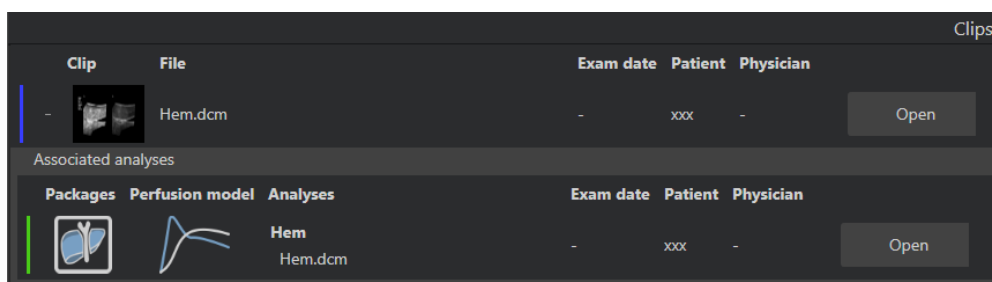 Clips
Clip File Exam date Patient Physician
- Hem.dcm - xxx - Open
Associated analyses
Packages Perfusion model Analyses Exam date Patient Physician
Hem
Hem.dcm - xxx - Open